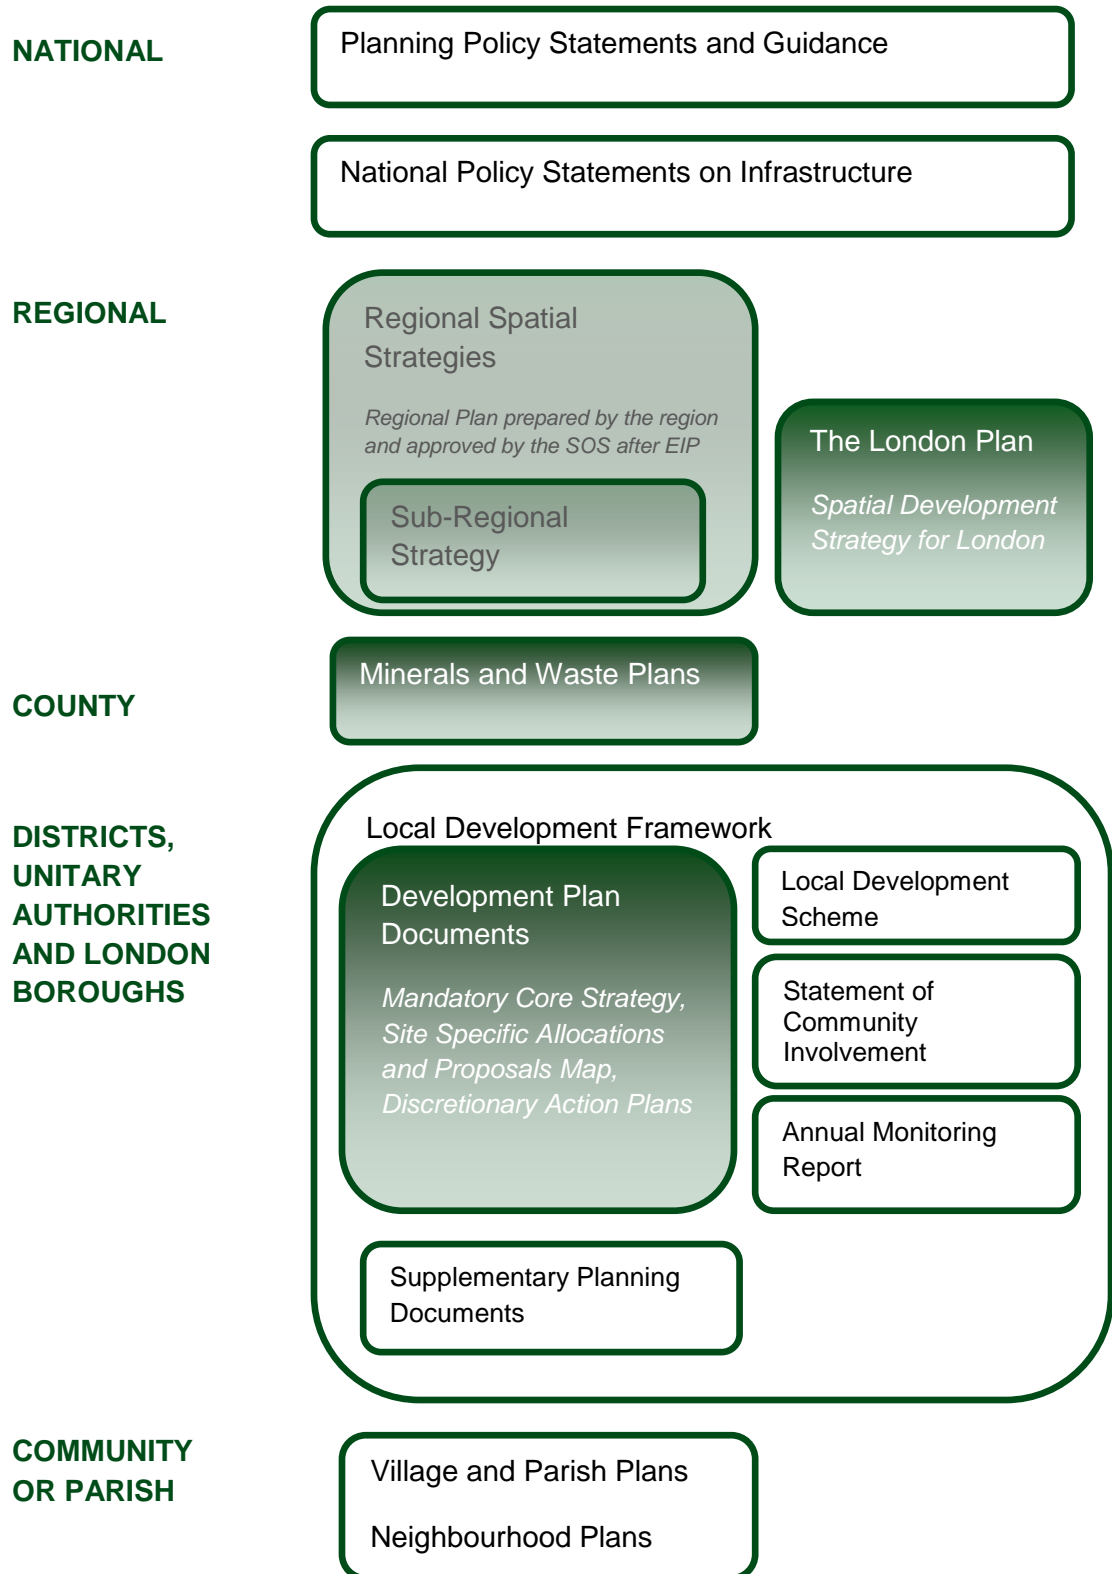 NATIONAL
Planning Policy Statements and Guidance
National Policy Statements on Infrastructure
REGIONAL
Regional Spatial
Strategies
Regional Plan prepared by the region
and approved by the SOS after EIP
Sub-Regional
Strategy
The London Plan
Spatial Development
Strategy for London
COUNTY
Minerals and Waste Plans
DISTRICTS,
UNITARY
AUTHORITIES
AND LONDON
BOROUGHS
Local Development Framework
Development Plan
Documents
Mandatory Core Strategy,
Site Specific Allocations
and Proposals Map,
Discretionary Action Plans
Local Development
Scheme
Statement of
Community
Involvement
Annual Monitoring
Report
Supplementary Planning
Documents
COMMUNITY
OR PARISH
Village and Parish Plans
Neighbourhood Plans